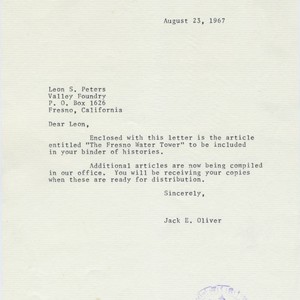 August 23, 1967
Leon S. Peters
Valley Foundry
P. O. Box 1626
Fresno, California
Dear Leon,
Enclosed with this letter is the article
entitled "The Fresno Water Tower" to be included
in your binder of histories.
Additional articles are now being compiled
in our office. You will be receiving your copies
when these are ready for distribution.
Sincerely,
Jack E. Oliver